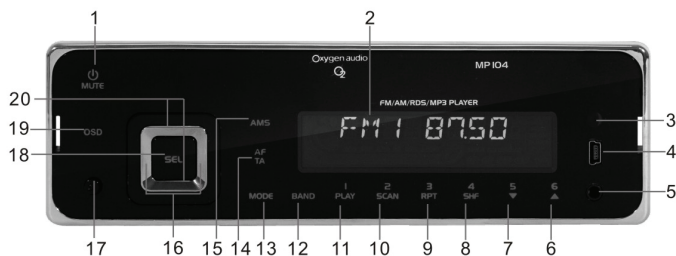 1
2
Oxygen audio
O2
MP104
MUTE
FM/AM/RDS/MP3 PLAYER
20
19
OSD
AMS
FM1 87.50
3
18
SEL
AF
TA
4
MODE
BAND
1
PLAY
2
SCAN
3
RPT
4
SHF
5
▼
6
▲
5
17
16
15
14
13
12
11
10
9
8
7
6